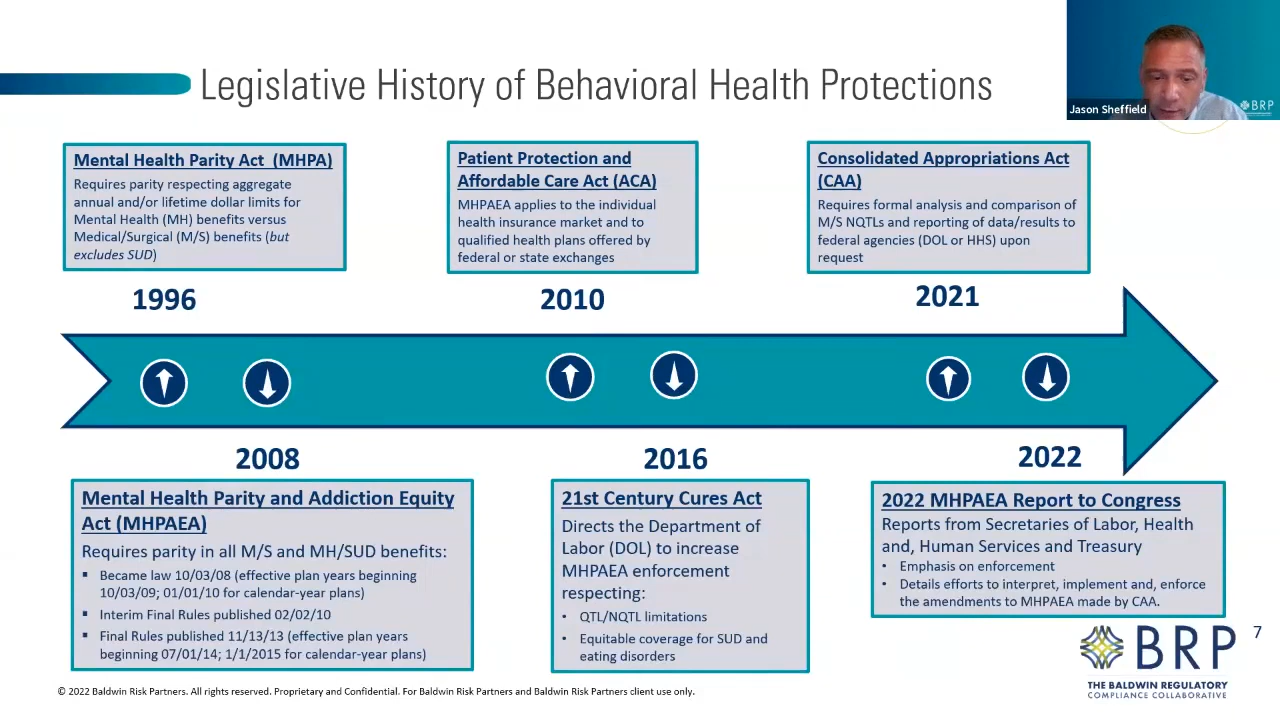 Legislative History of Behavioral Health Protections
Jason Sheffield
BRP
Mental Health Parity Act (MHPA)
Requires parity respecting aggregate
annual and/or lifetime dollar limits for
Mental Health (MH) benefits versus
Medical/Surgical (M/S) benefits (but
excludes SUD)
Patient Protection and
Affordable Care Act (ACA)
MHPAEA applies to the individual
health insurance market and to
qualified health plans offered by
federal or state exchanges
Consolidated Appropriations Act
(CAA)
Requires formal analysis and comparison of
M/S NQTLs and reporting of data/results to
federal agencies (DOL or HHS) upon
request
1996
2010
2021
2008
2016
2022
Mental Health Parity and Addiction Equity
Act (MHPAEA)
Requires parity in all M/S and MH/SUD benefits:
▪ Became law 10/03/08 (effective plan years beginning
10/03/09; 01/01/10 for calendar-year plans)
▪ Interim Final Rules published 02/02/10
▪ Final Rules published 11/13/13 (effective plan years
beginning 07/01/14; 1/1/2015 for calendar-year plans)
21st Century Cures Act
Directs the Department of
Labor (DOL) to increase
MHPAEA enforcement
respecting:
• QTL/NQTL limitations
• Equitable coverage for SUD and
eating disorders
2022 MHPAEA Report to Congress
Reports from Secretaries of Labor, Health
and, Human Services and Treasury
• Emphasis on enforcement
• Details efforts to interpret, implement and, enforce
the amendments to MHPAEA made by CAA.
7
BRP
THE BALDWIN REGULATORY
COMPLIANCE COLLABORATIVE
© 2022 Baldwin Risk Partners. All rights reserved. Proprietary and Confidential. For Baldwin Risk Partners and Baldwin Risk Partners client use only.